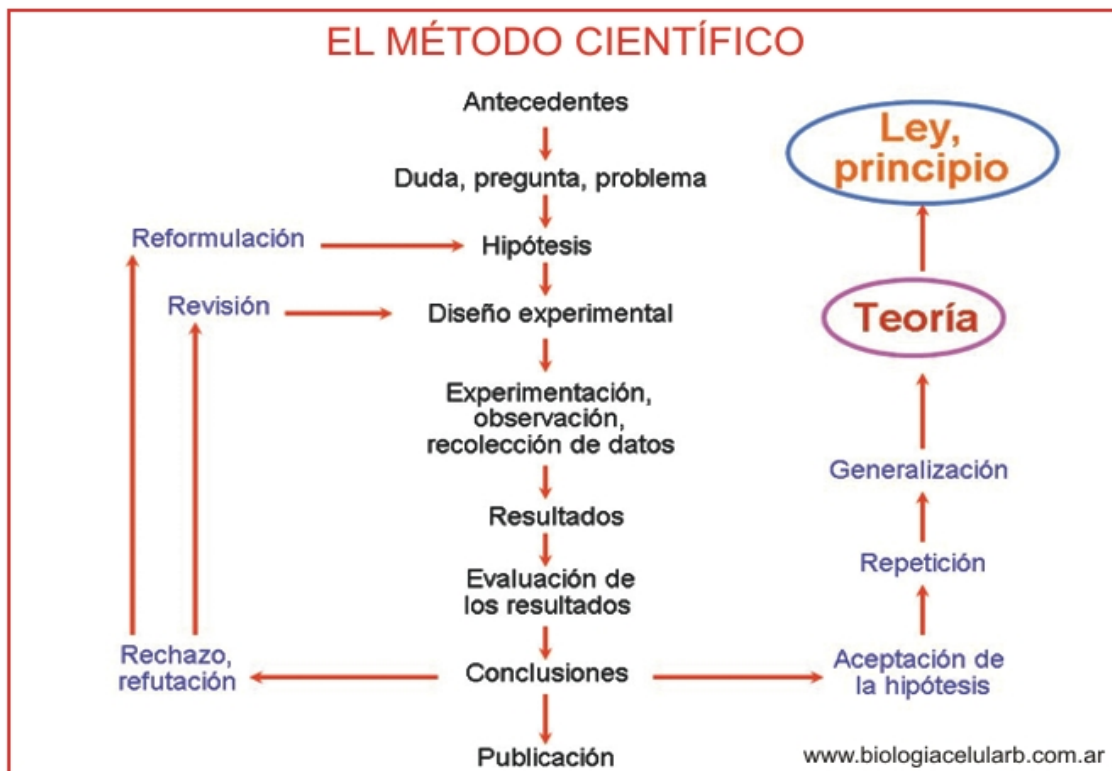 EL MÉTODO CIENTÍFICO
Antecedentes
Duda, pregunta, problema
Hipótesis
Diseño experimental
Experimentación,
observación,
recolección de datos
Resultados
Evaluación de
los resultados
Conclusiones
Publicación
Reformulación
Revisión
Rechazo,
refutación
Ley,
principio
Teoría
Generalización
Repetición
Aceptación de
la hipótesis
www.biologiacelularb.com.ar